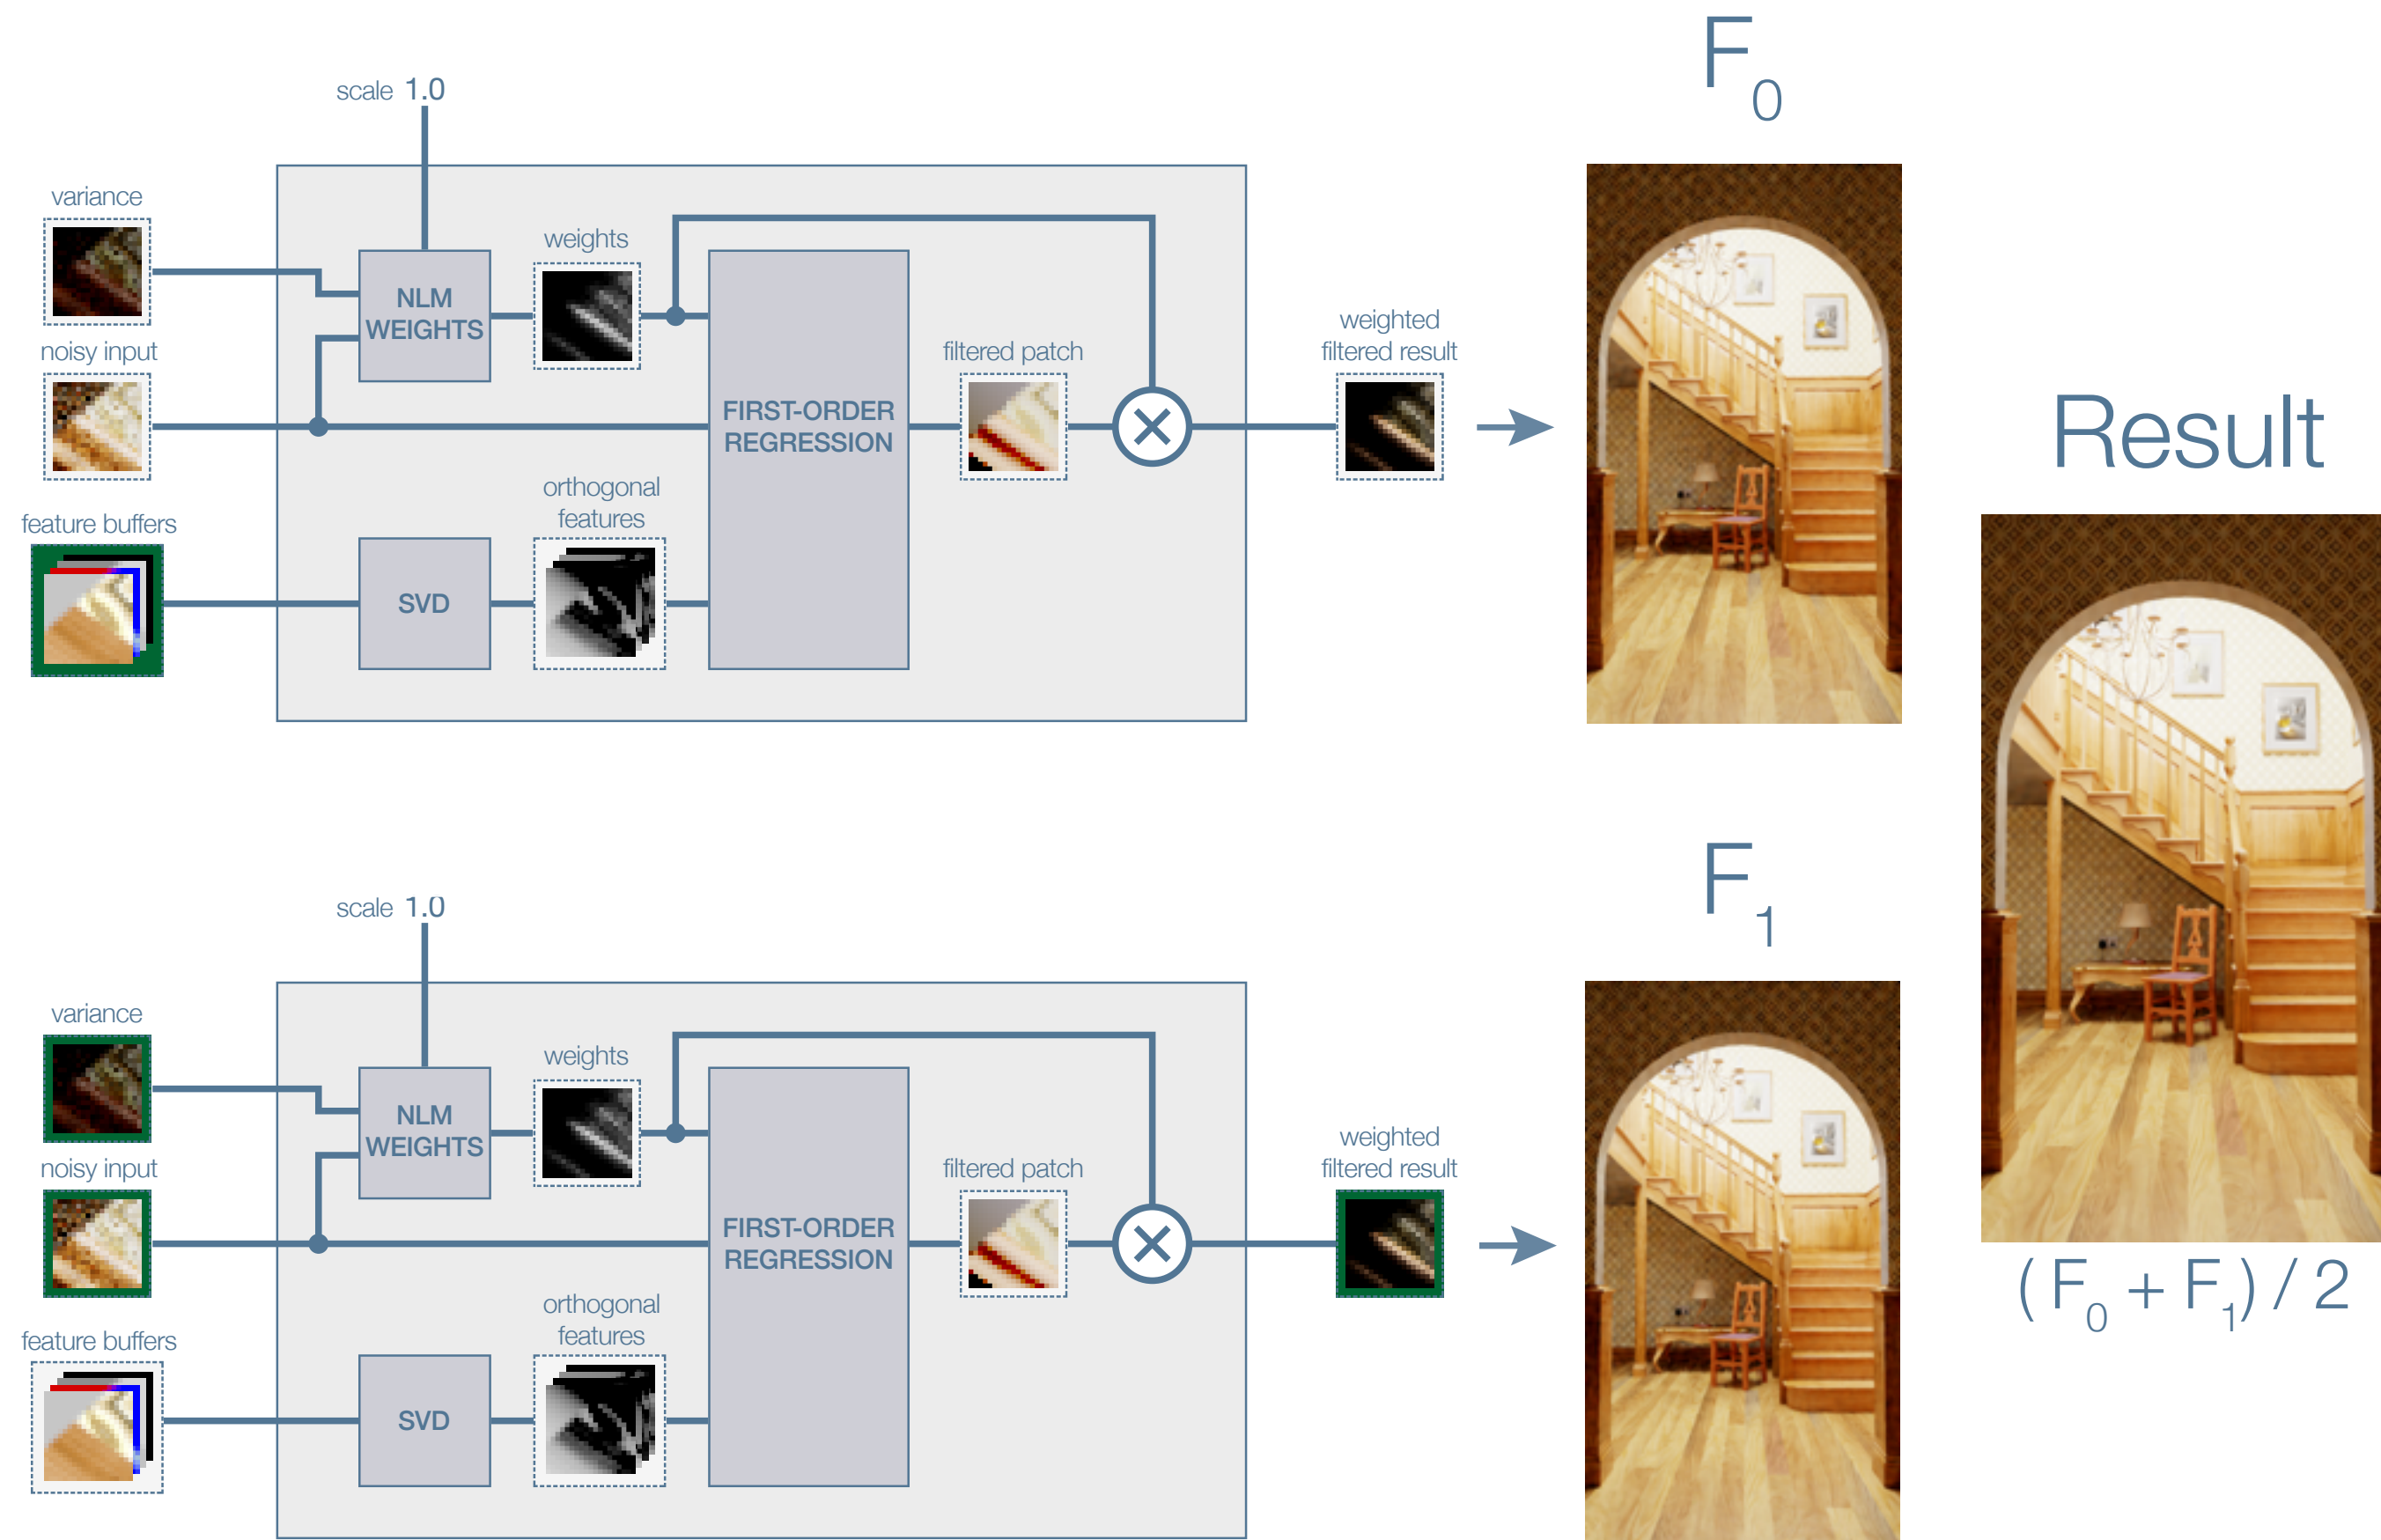 F0
scale 1.0
variance
weights
NLM
WEIGHTS
noisy input
filtered patch
weighted
filtered result
FIRST-ORDER
REGRESSION
orthogonal
features
feature buffers
SVD
Result
F1
scale 1.0
variance
weights
NLM
WEIGHTS
noisy input
filtered patch
weighted
filtered result
FIRST-ORDER
REGRESSION
orthogonal
features
feature buffers
SVD
( F0 + F1 ) / 2